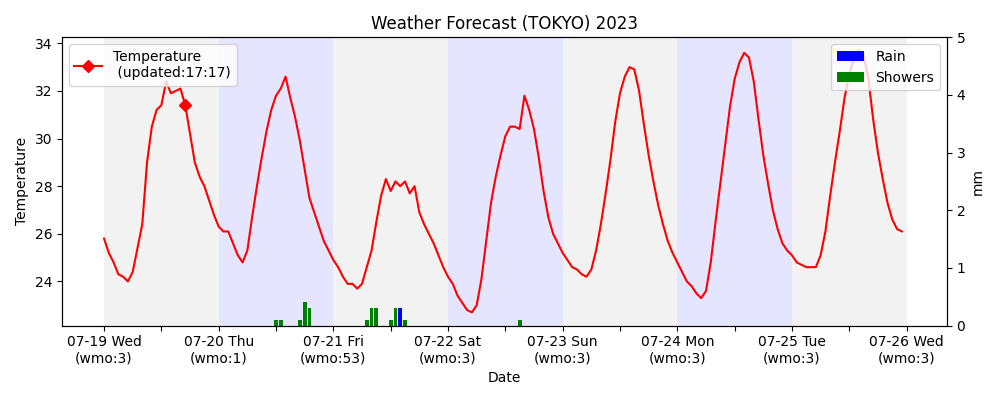 Weather Forecast (TOKYO) 2023
Temperature
(updated:17:17)
Rain
Showers
34
32
30
28
26
24
Temperature
5
4
3
2
1
0
mm
07-19 Wed
(wmo:3)
07-20 Thu
(wmo:1)
07-21 Fri
(wmo:53)
07-22 Sat
(wmo:3)
07-23 Sun
(wmo:3)
07-24 Mon
(wmo:3)
07-25 Tue
(wmo:3)
07-26 Wed
(wmo:3)
Date